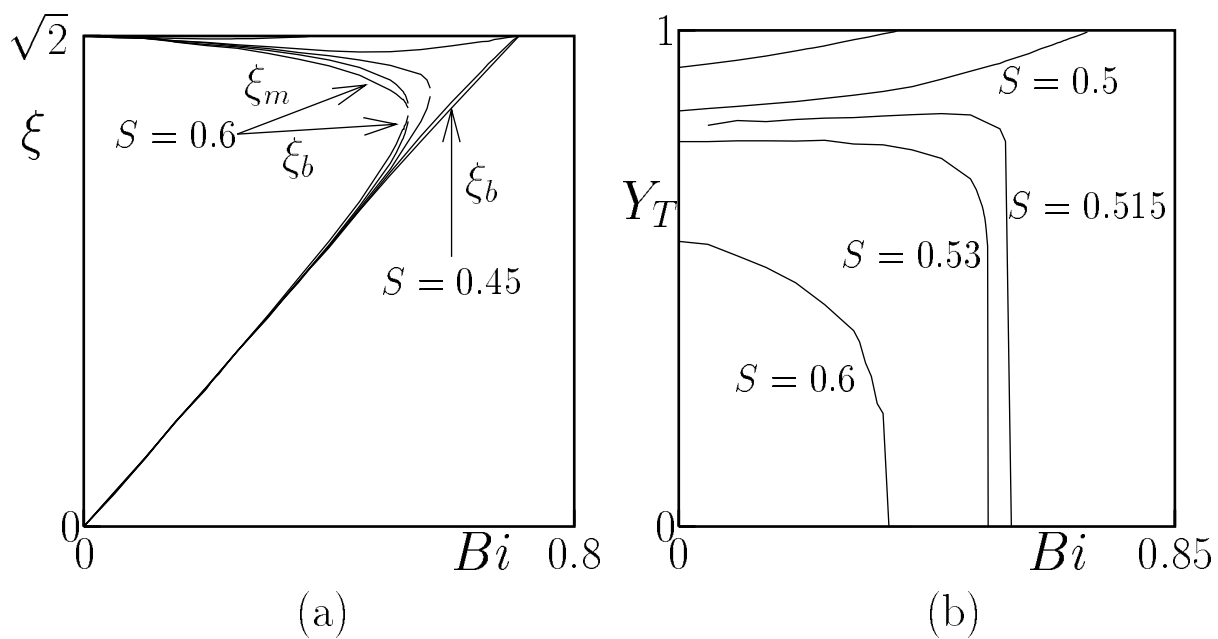 √2
ξ
0
0
Bi
0.8
ξm
S = 0.6
ξb
ξb
S = 0.45
(a)
1
YT
0
0
Bi
0.85
S = 0.5
S = 0.515
S = 0.53
S = 0.6
(b)